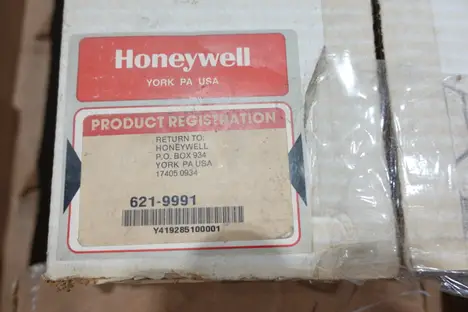 Honeywell
YORK PA USA
PRODUCT REGISTRATION
RETURN TO:
HONEYWELL
P.O. BOX 934
YORK PA USA
17405 0934
621-9991
Y419285100001